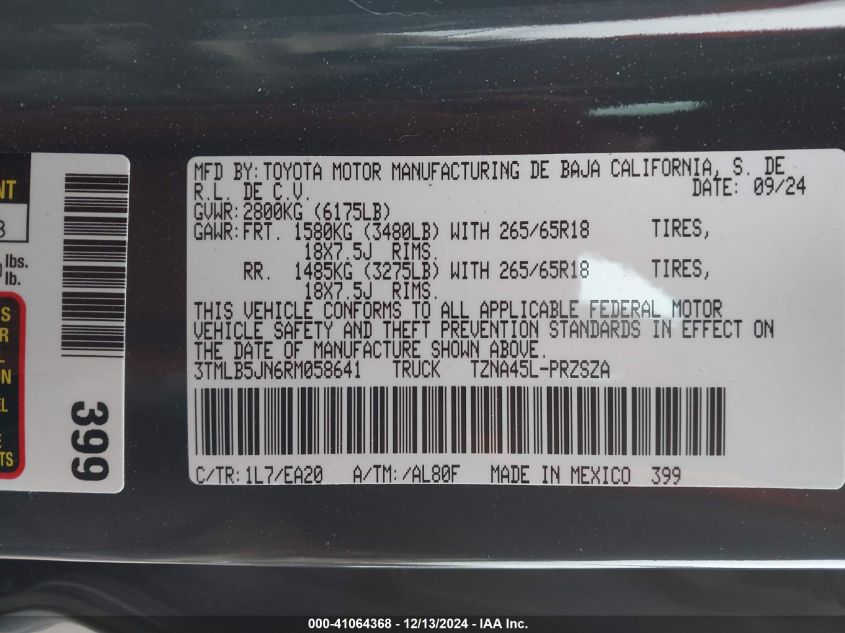 MFD BY: TOYOTA MOTOR MANUFACTURING DE BAJA CALIFORNIA, S. DE
R.L. DE C.V.
DATE: 09/24
GVWR: 2800KG (6175LB)
GAWR: FRT. 1580KG (3480LB) WITH 265/65R18 TIRES,
18X7.5J RIMS.
RR. 1485KG (3275LB) WITH 265/65R18 TIRES,
18X7.5J RIMS.
THIS VEHICLE CONFORMS TO ALL APPLICABLE FEDERAL MOTOR
VEHICLE SAFETY AND THEFT PREVENTION STANDARDS IN EFFECT ON
THE DATE OF MANUFACTURE SHOWN ABOVE.
3TMLB5JN6RM058641 TRUCK TZNA45L-PRZSZA
C/TR: 1L7/EA20 A/TM: /AL80F MADE IN MEXICO 399
lbs.
lb.
399
000-41064368 - 12/13/2024 - IAA Inc.